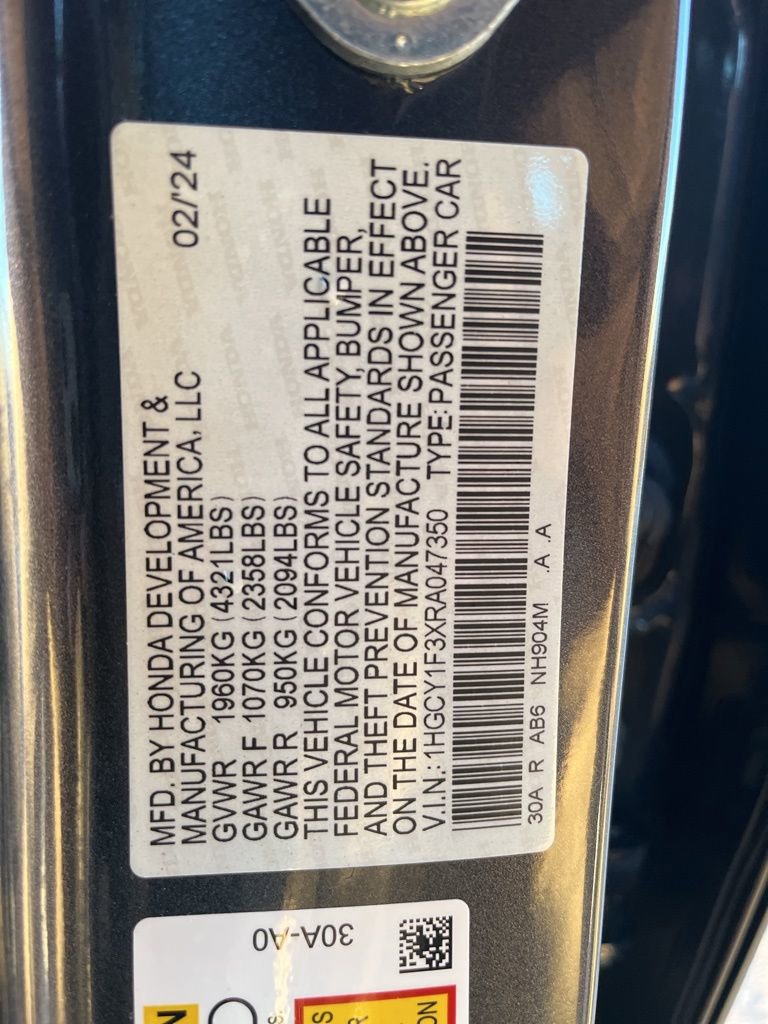 MFD. BY HONDA DEVELOPMENT &
MANUFACTURING OF AMERICA, LLC 02/'24
GVWR 1960KG (4321LBS)
GAWR F 1070KG (2358LBS)
GAWR R 950KG (2094LBS)
THIS VEHICLE CONFORMS TO ALL APPLICABLE
FEDERAL MOTOR VEHICLE SAFETY, BUMPER,
AND THEFT PREVENTION STANDARDS IN EFFECT
ON THE DATE OF MANUFACTURE SHOWN ABOVE.
V.I.N.: 1HGCY1F3XRA047350 TYPE: PASSENGER CAR
30A R AB6 NH904M .A .A
30A-A0